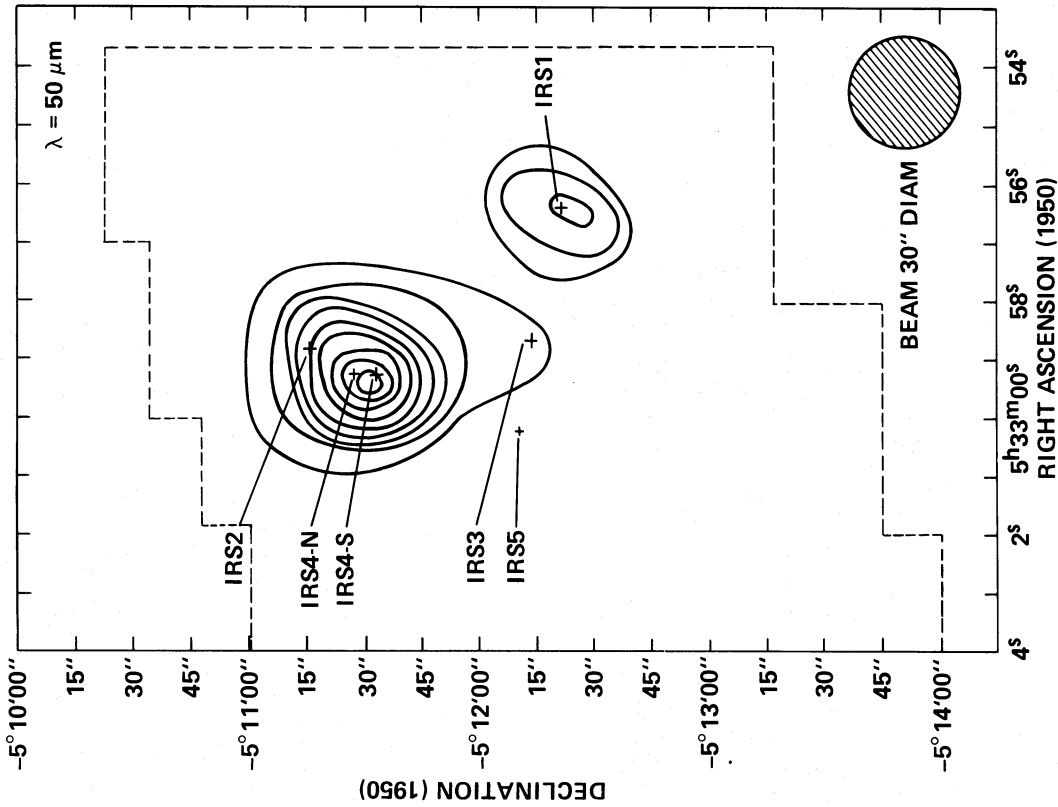 λ = 50 μm
IRS2
IRS4-N
IRS4-S
IRS3
IRS5
IRS1
BEAM 30″ DIAM
-5°10′00″
15″
30″
45″
-5°11′00″
15″
30″
45″
-5°12′00″
15″
30″
45″
-5°13′00″
15″
30″
45″
-5°14′00″
DECLINATION (1950)
4ˢ
2ˢ
5ʰ33ᵐ00ˢ
58ˢ
56ˢ
54ˢ
RIGHT ASCENSION (1950)